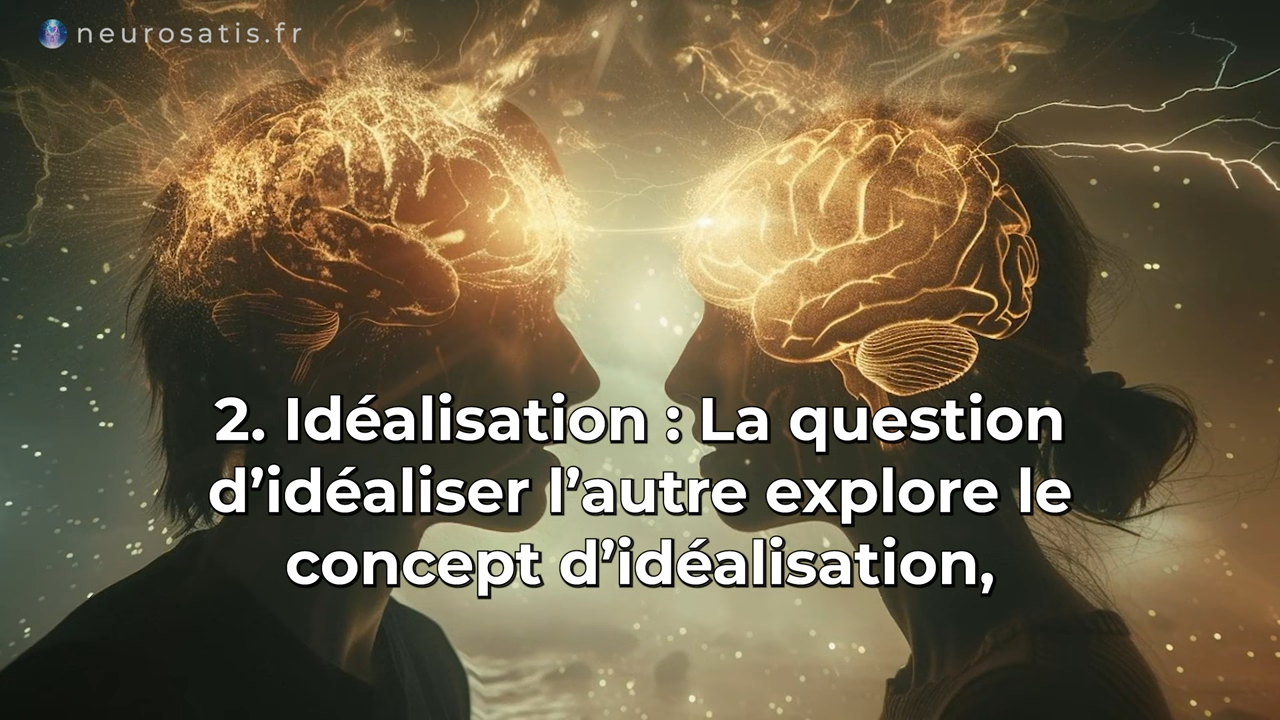 neurosatis.fr
2. Idéalisation : La question
d’idéaliser l’autre explore le
concept d’idéalisation,